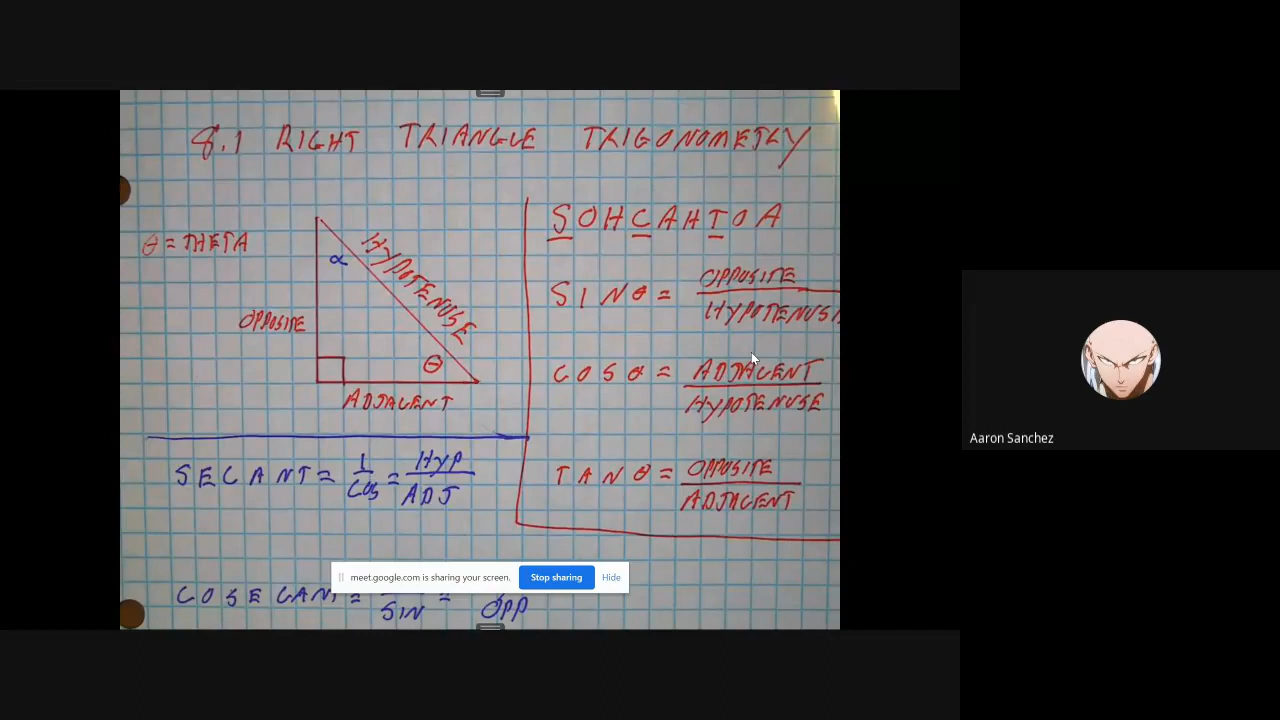 8.1 RIGHT TRIANGLE TRIGONOMETRY
θ = THETA
α
HYPOTENUSE
OPPOSITE
θ
ADJACENT
SOHCAHTOA
SIN θ = OPPOSITE
HYPOTENUS
COS α = ADJACENT
HYPOTENUSE
TAN θ = OPPOSITE
ADJACENT
SECANT = 1/COS = HYP/ADJ
meet.google.com is sharing your screen. Stop sharing Hide
COSECANT = SIN = OPP
Aaron Sanchez